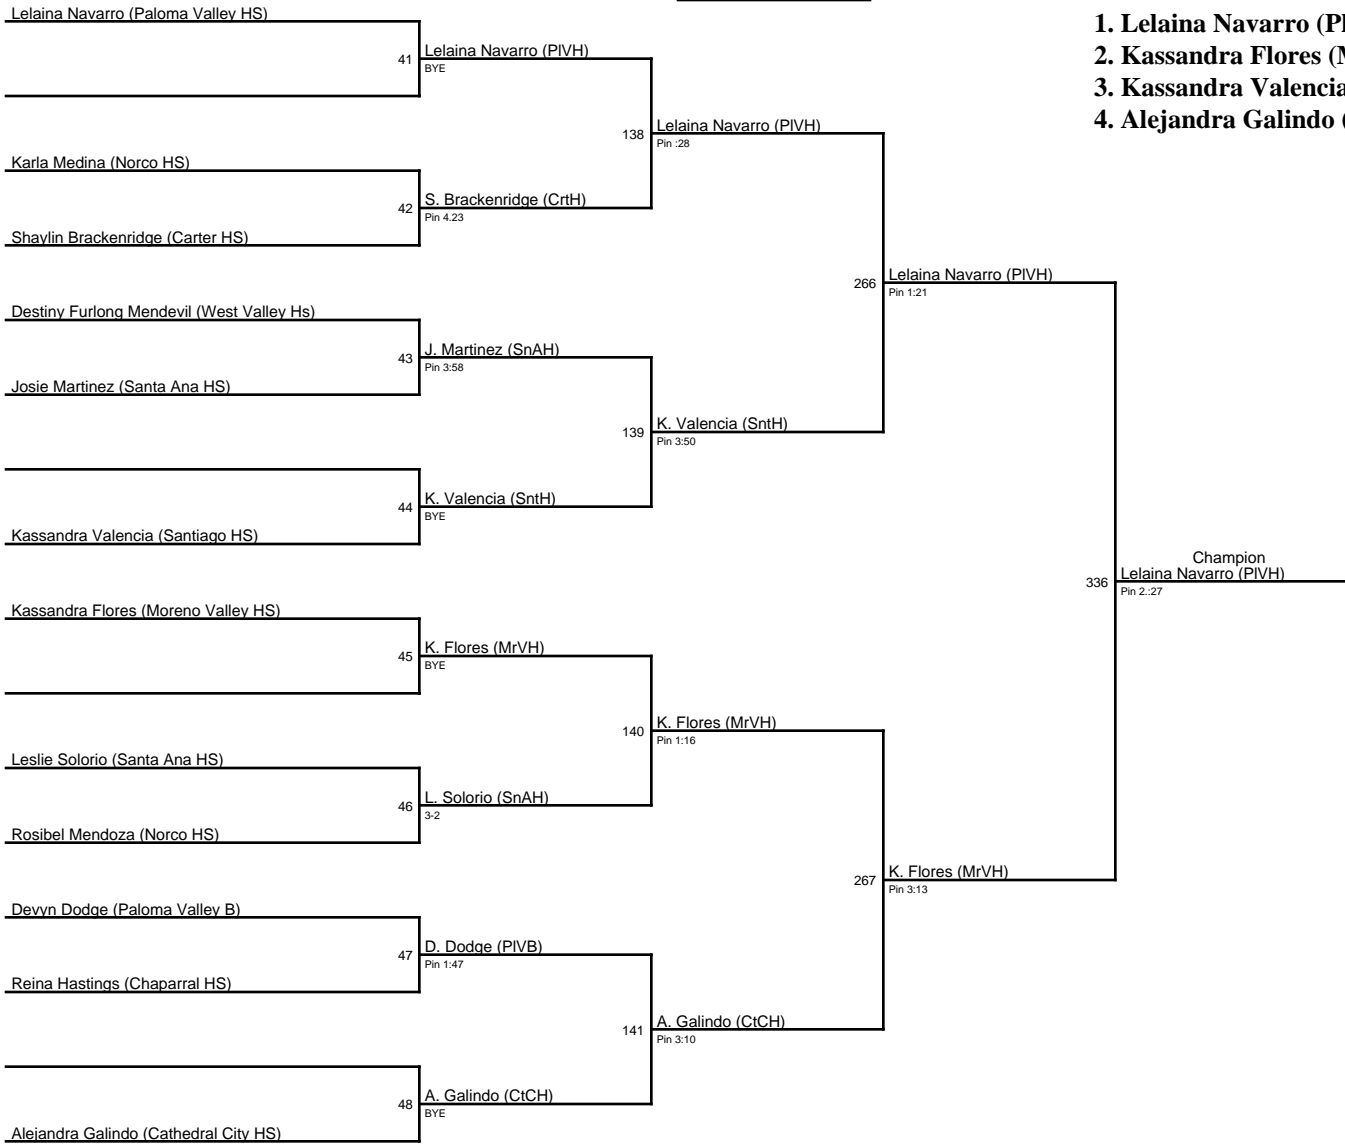 Lelaina Navarro (Paloma Valley HS)
41
Lelaina Navarro (PlVH)
BYE
138
Lelaina Navarro (PlVH)
Pin :28
Karla Medina (Norco HS)
42
S. Brackenridge (CrtH)
Pin 4.23
Shaylin Brackenridge (Carter HS)
266
Lelaina Navarro (PlVH)
Pin 1:21
Destiny Furlong Mendevil (West Valley Hs)
43
J. Martinez (SnAH)
Pin 3:58
Josie Martinez (Santa Ana HS)
139
K. Valencia (SntH)
Pin 3:50
44
K. Valencia (SntH)
BYE
Kassandra Valencia (Santiago HS)
336
Champion
Lelaina Navarro (PlVH)
Pin 2.:27
Kassandra Flores (Moreno Valley HS)
45
K. Flores (MrVH)
BYE
140
K. Flores (MrVH)
Pin 1:16
Leslie Solorio (Santa Ana HS)
46
L. Solorio (SnAH)
3-2
Rosibel Mendoza (Norco HS)
267
K. Flores (MrVH)
Pin 3:13
Devyn Dodge (Paloma Valley B)
47
D. Dodge (PlVB)
Pin 1:47
Reina Hastings (Chaparral HS)
141
A. Galindo (CtCH)
Pin 3:10
48
A. Galindo (CtCH)
BYE
Alejandra Galindo (Cathedral City HS)
1. Lelaina Navarro (Pl
2. Kassandra Flores (M
3. Kassandra Valencia
4. Alejandra Galindo (